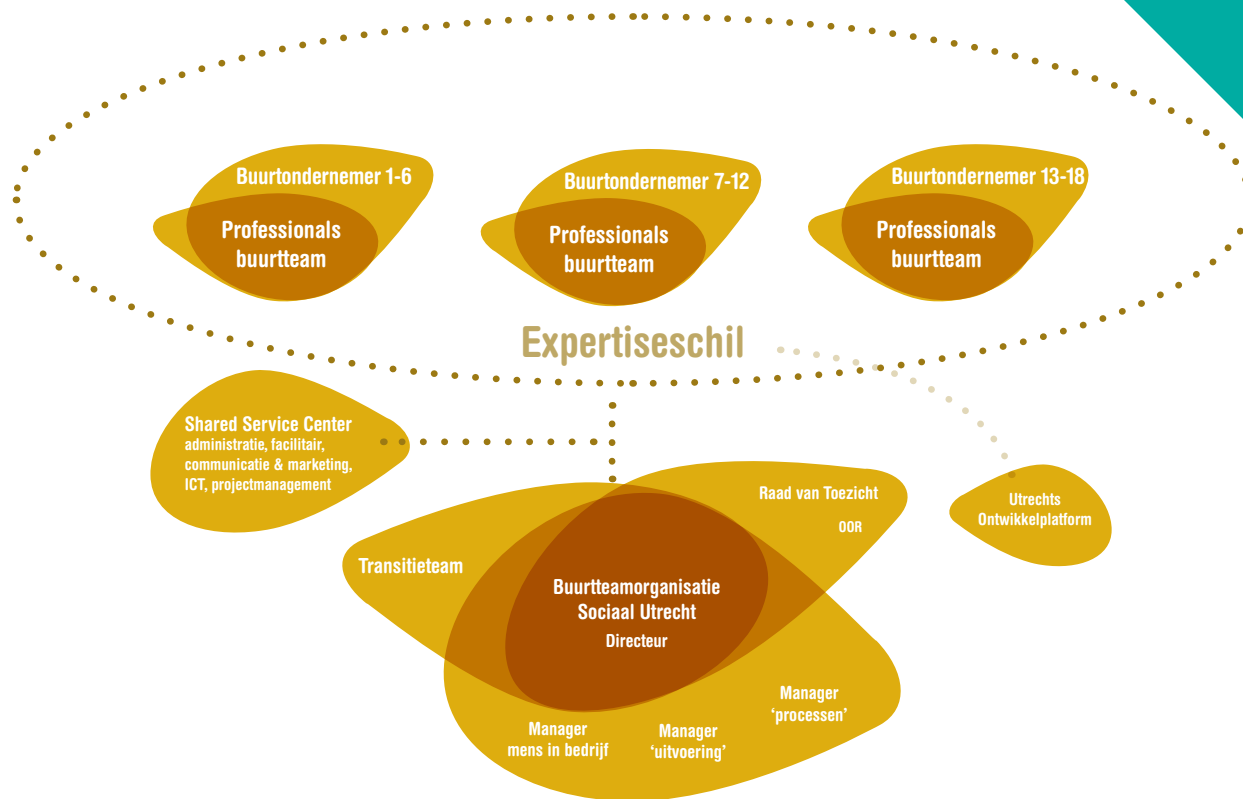 Buurtondernemer 1-6
Professionals
buurtteam
Buurtondernemer 7-12
Professionals
buurtteam
Buurtondernemer 13-18
Professionals
buurtteam
Expertiseschil
Shared Service Center
administratie, facilitair,
communicatie & marketing,
ICT, projectmanagement
Raad van Toezicht
OOR
Utrechts
Ontwikkelplatform
Transitieteam
Buurtteamorganisatie
Sociaal Utrecht
Directeur
Manager
mens in bedrijf
Manager
‘uitvoering’
Manager
‘processen’